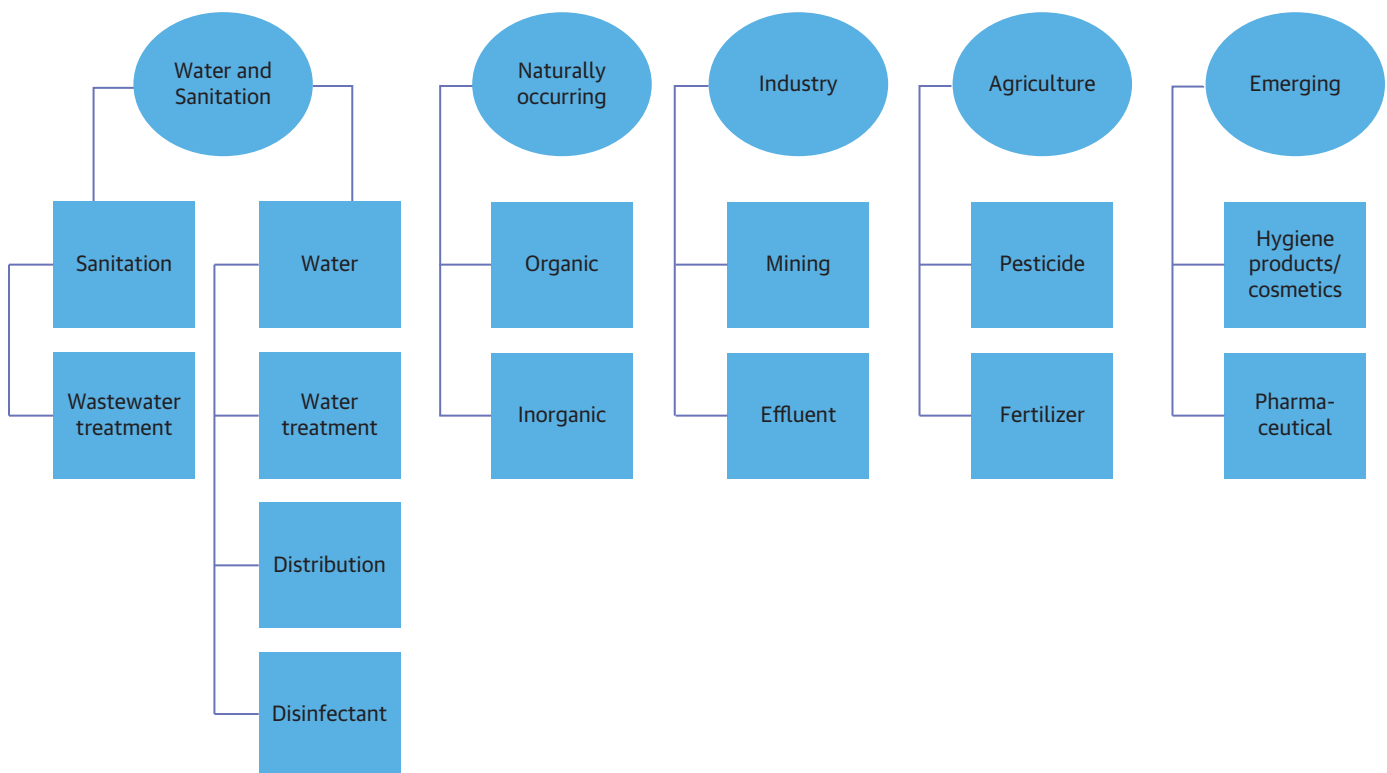 Water and
Sanitation
Naturally
occurring
Industry
Agriculture
Emerging
Sanitation
Water
Organic
Mining
Pesticide
Hygiene
products/
cosmetics
Wastewater
treatment
Water
treatment
Inorganic
Effluent
Fertilizer
Pharma-
ceutical
Distribution
Disinfectant